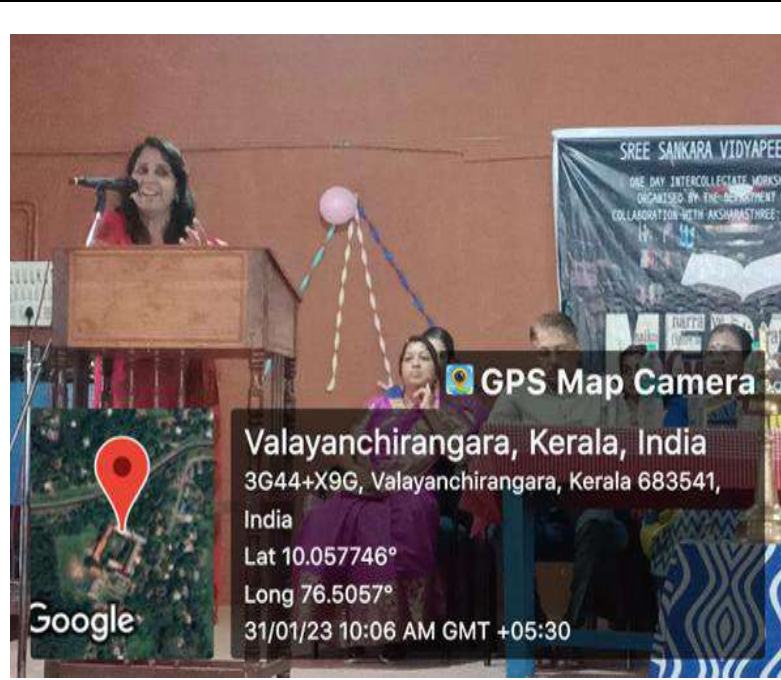 SREE SANKARA VIDYAPEE
ONE DAY INTERCOLLEGIATE WORKSH
ORGANISED BY THE DEPARTMENT
COLLABORATION WITH AKSHARASTHREE
GPS Map Camera
Valayanchirangara, Kerala, India
3G44+X9G, Valayanchirangara, Kerala 683541,
India
Lat 10.057746°
Long 76.5057°
31/01/23 10:06 AM GMT +05:30
Google